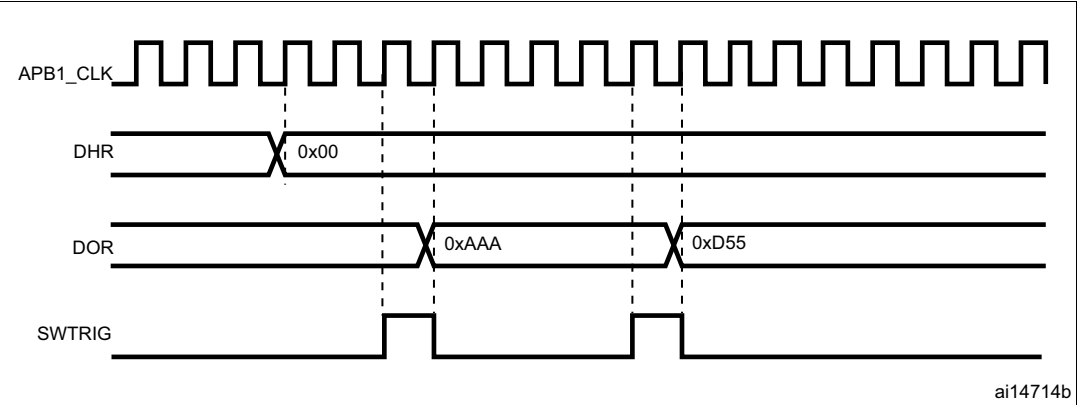 APB1_CLK
DHR
0x00
DOR
0xAAA
0xD55
SWTRIG
ai14714b